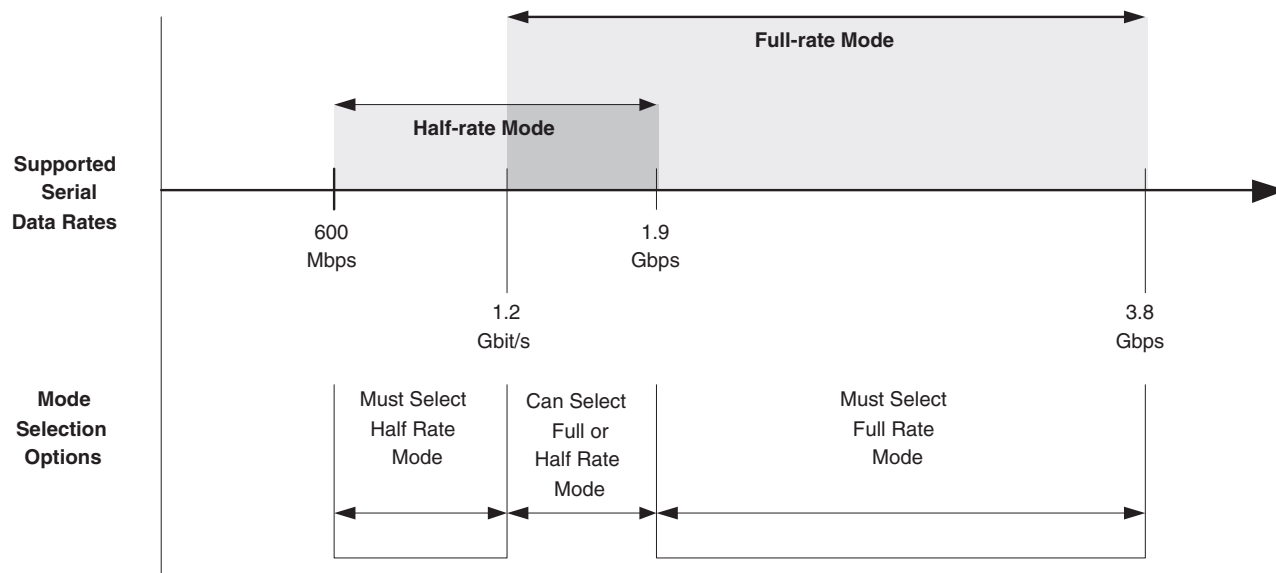 Full-rate Mode
Half-rate Mode
Supported
Serial
Data Rates
600
Mbps
1.9
Gbps
1.2
Gbit/s
3.8
Gbps
Mode
Selection
Options
Must Select
Half Rate
Mode
Can Select
Full or
Half Rate
Mode
Must Select
Full Rate
Mode